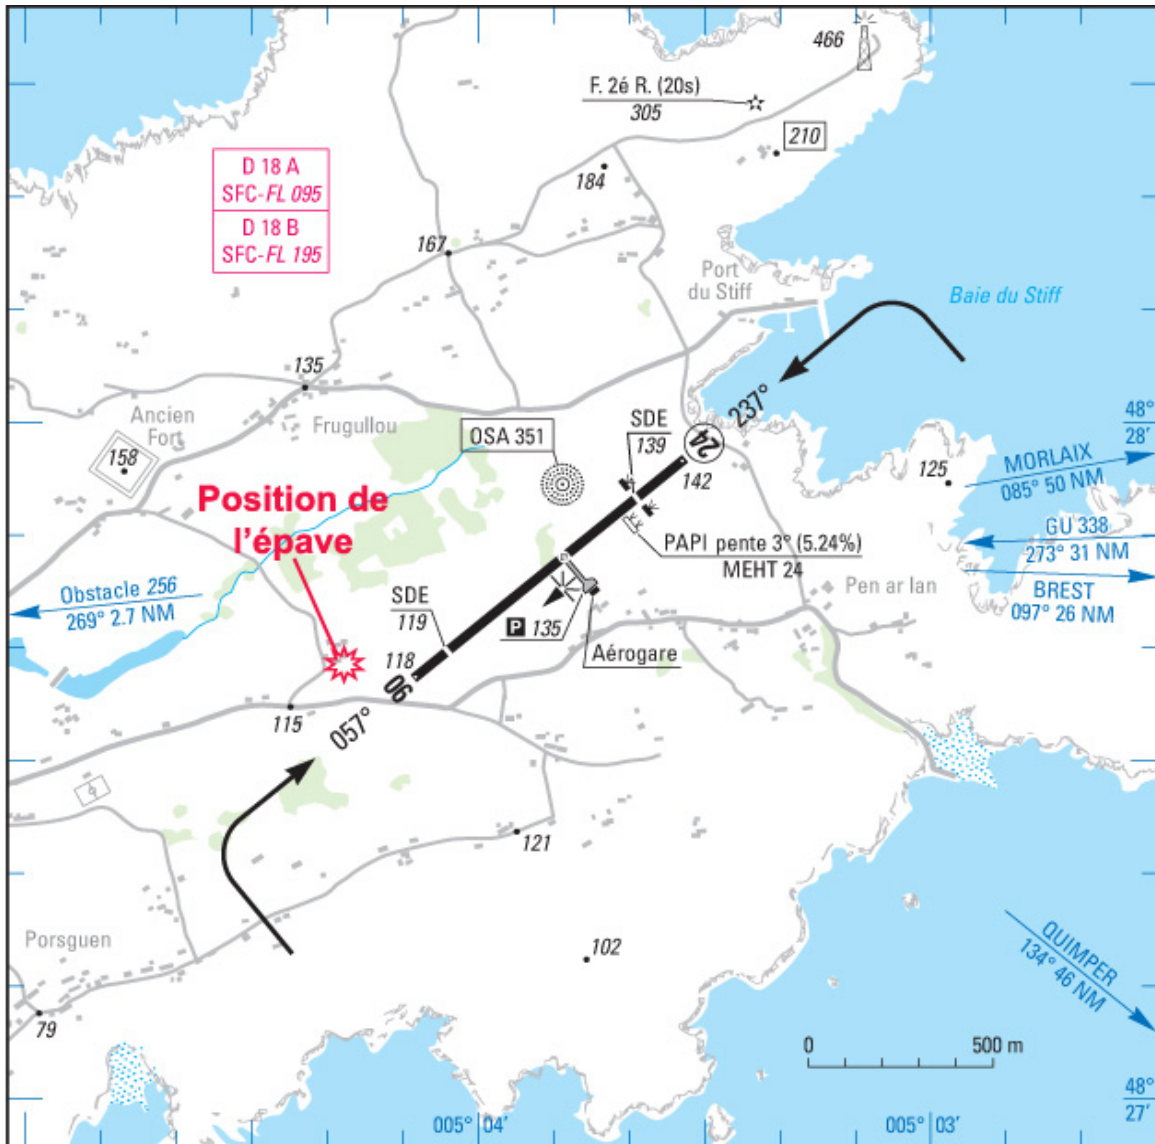 466
F. 2é R. (20s)
305
210
184
D 18 A
SFC-FL 095
D 18 B
SFC-FL 195
167
Port
du Stiff
Baie du Stiff
135
Ancien
Fort
Frugullou
158
OSA 351
SDE
139
24
237°
142
125
48°
28'
MORLAIX
085° 50 NM
GU 338
273° 31 NM
BREST
097° 26 NM
Position de
l'épave
PAPI pente 3° (5.24%)
MEHT 24
Pen ar lan
Obstacle 256
269° 2.7 NM
SDE
119
P 135
Aérogare
118
06
057°
115
121
Porsguen
102
79
QUIMPER
134° 46 NM
0 500 m
48°
27'
005° 04'
005° 03'